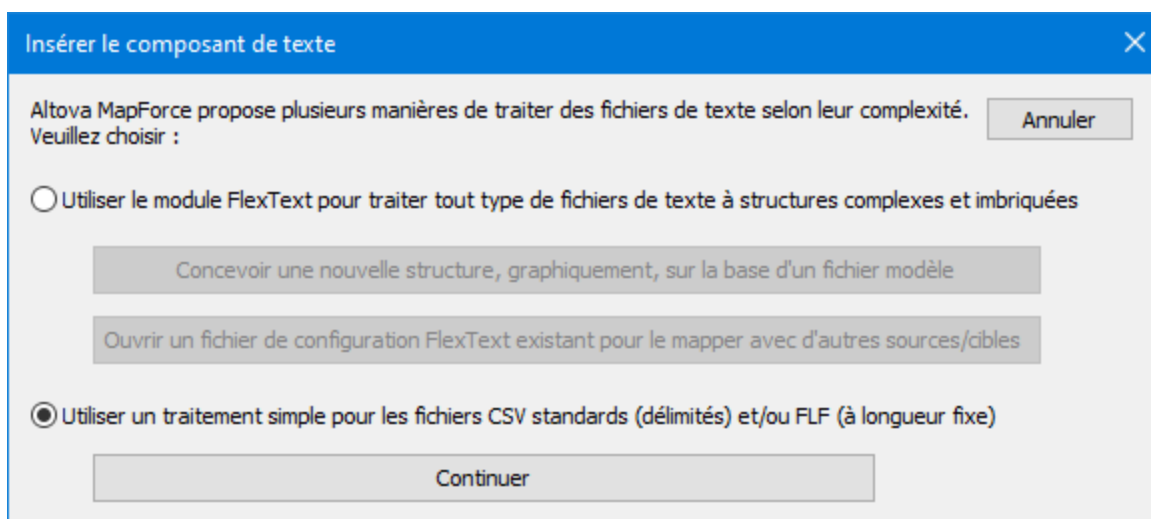 Insérer le composant de texte
Altova MapForce propose plusieurs manières de traiter des fichiers de texte selon leur complexité.
Veuillez choisir :
Annuler
Utiliser le module FlexText pour traiter tout type de fichiers de texte à structures complexes et imbriquées
Concevoir une nouvelle structure, graphiquement, sur la base d'un fichier modèle
Ouvrir un fichier de configuration FlexText existant pour le mapper avec d'autres sources/cibles
Utiliser un traitement simple pour les fichiers CSV standards (délimités) et/ou FLF (à longueur fixe)
Continuer